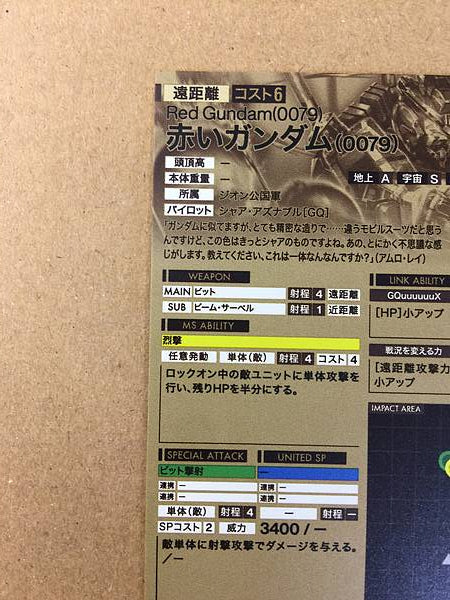 遠距離 コスト6
Red Gundam(0079)
赤いガンダム(0079)
頭頂高 ー
本体重量 ー
地上 A 宇宙 S
所属 ジオン公国軍
パイロット シャア・アズナブル[GQ]
「ガンダムに似てますが、とても精密な造りで……違うモビルスーツだと思う
んですけど、この色はきっとシャアのものですよね。あの、とにかく不思議な感
じがします。教えてください、これは一体なんなんですか?」(アムロ・レイ)
WEAPON
MAIN ビット 射程 4 遠距離
SUB ビーム・サーベル 射程 1 近距離
MS ABILITY
烈撃
任意発動 単体(敵) 射程 4 コスト 4
ロックオン中の敵ユニットに単体攻撃を
行い、残りHPを半分にする。
LINK ABILITY
GQuuuuuuX
[HP]小アップ
戦況を変える力
[遠距離攻撃力
小アップ
IMPACT AREA
SPECIAL ATTACK
ビット撃射
連携 ー
連携 ー
単体(敵) 射程 4
UNITED SP
ー
連携 ー
連携 ー
ー 射程 ー
SPコスト 2 威力 3400 / ー
敵単体に射撃攻撃でダメージを与える。
／ー